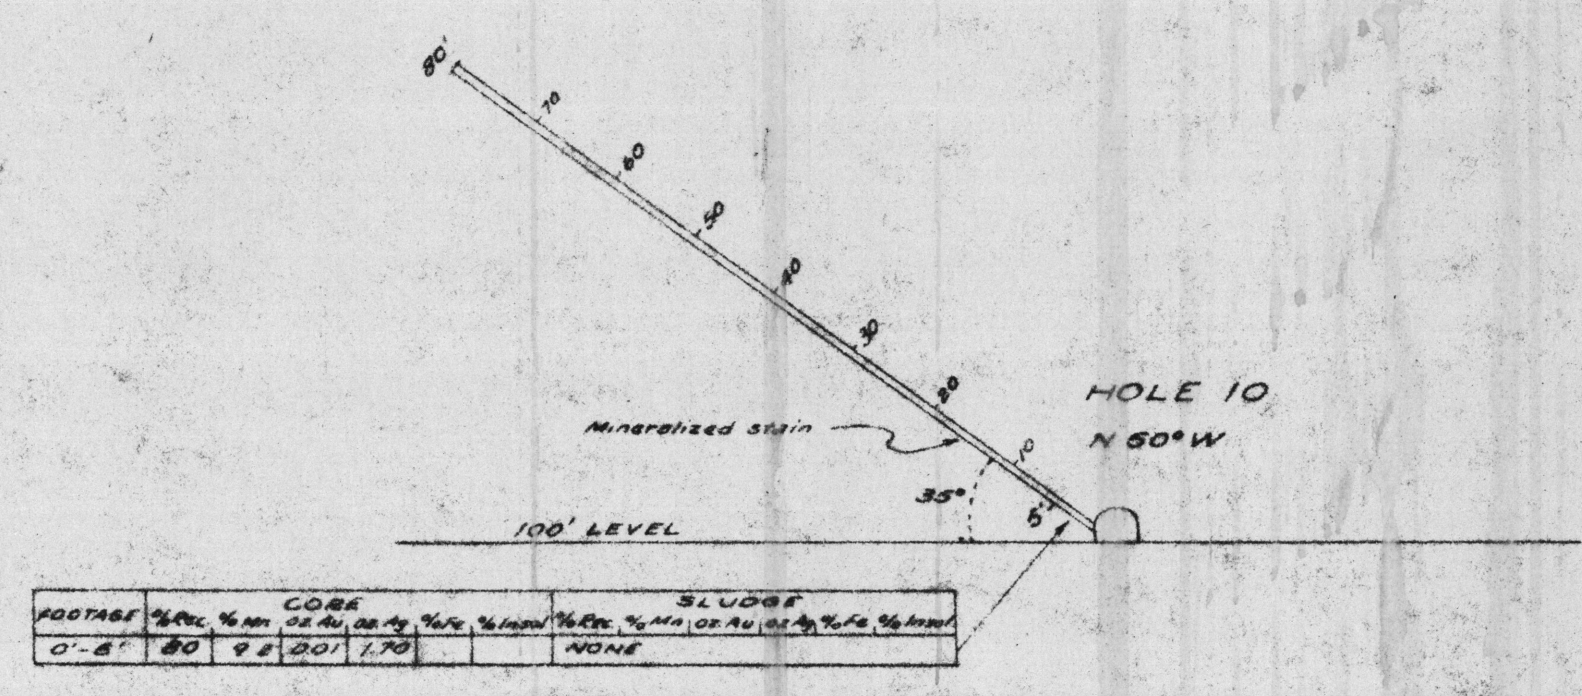 80'
70
60
50
40
30
20
10
5'
HOLE 10
Mineralized stain
35°
100' LEVEL
CORE SLUDGE
FOOTAGE %Rec. %Mn oz. Au oz. Ag %Fe %Insol %Rec. %Mn oz. Au oz. Ag %Fe %Insol
80 0.01 1.70 NONE